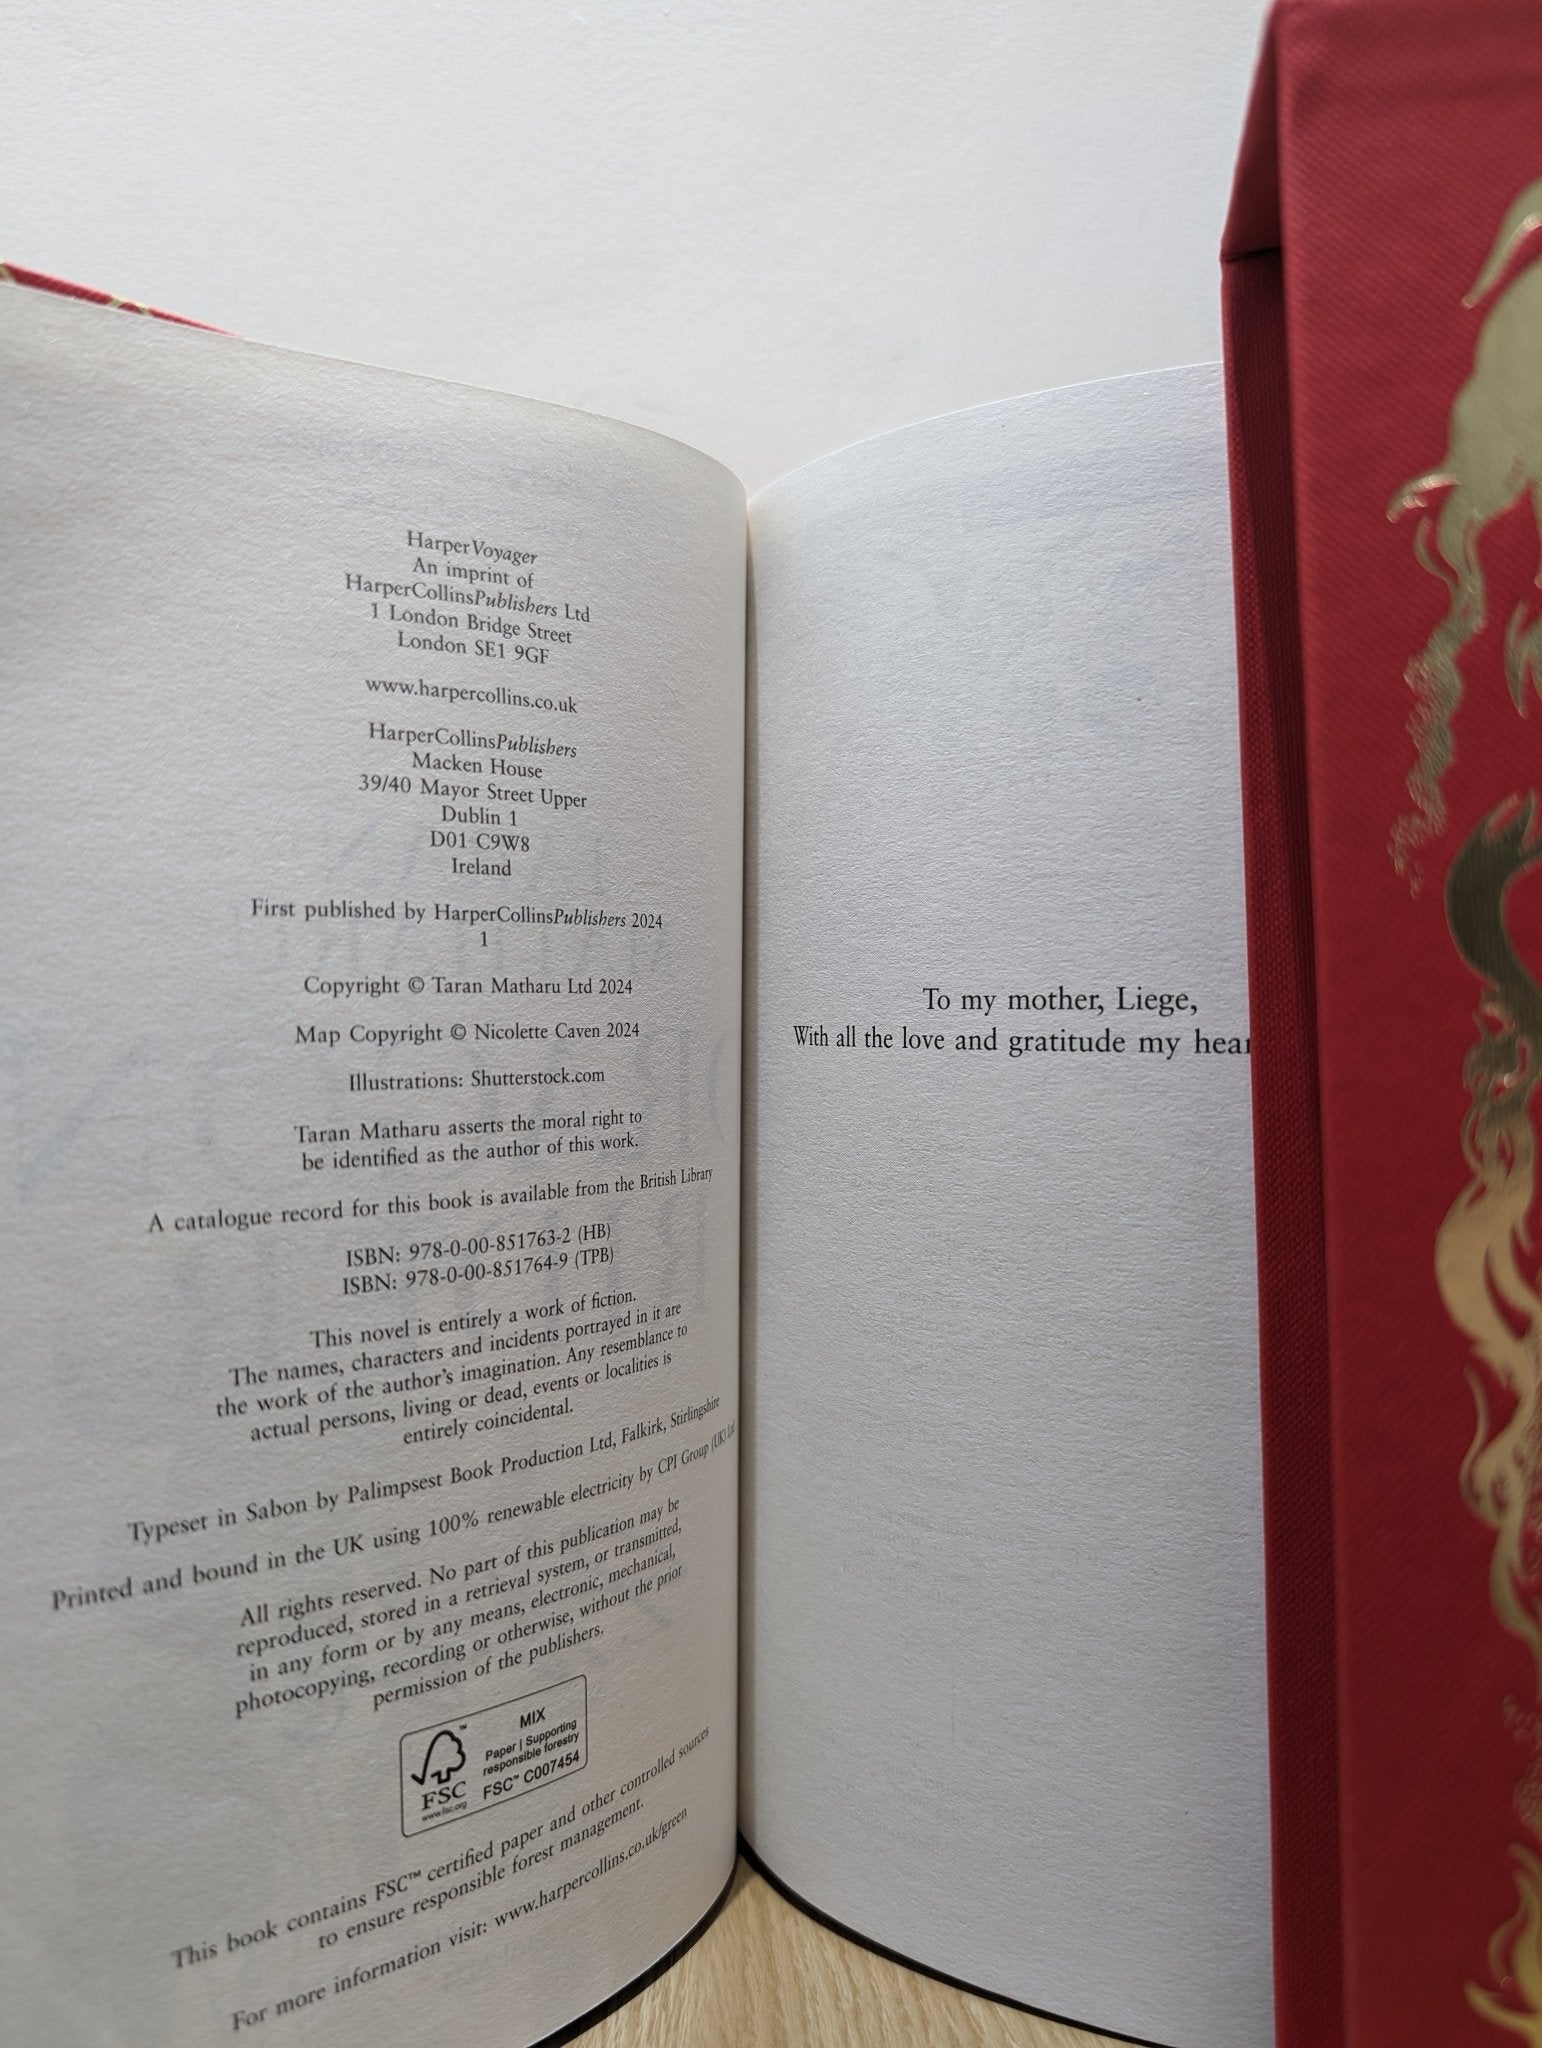 HarperVoyager
An imprint of
HarperCollinsPublishers Ltd
1 London Bridge Street
London SE1 9GF
www.harpercollins.co.uk
HarperCollinsPublishers
Macken House
39/40 Mayor Street Upper
Dublin 1
D01 C9W8
Ireland
First published by HarperCollinsPublishers 2024
1
Copyright © Taran Matharu Ltd 2024
Map Copyright © Nicolette Caven 2024
Illustrations: Shutterstock.com
Taran Matharu asserts the moral right to
be identified as the author of this work.
A catalogue record for this book is available from the British Library
ISBN: 978-0-00-851763-2 (HB)
ISBN: 978-0-00-851764-9 (TPB)
This novel is entirely a work of fiction.
The names, characters and incidents portrayed in it are
the work of the author's imagination. Any resemblance to
actual persons, living or dead, events or localities is
entirely coincidental.
Typeset in Sabon by Palimpsest Book Production Ltd, Falkirk, Stirlingshire
Printed and bound in the UK using 100% renewable electricity by CPI Group (UK) Ltd
All rights reserved. No part of this publication may be
reproduced, stored in a retrieval system, or transmitted,
in any form or by any means, electronic, mechanical,
photocopying, recording or otherwise, without the prior
permission of the publishers.
FSC
www.fsc.org
MIX
Paper | Supporting
responsible forestry
FSC™ C007454
This book contains FSC™ certified paper and other controlled sources
to ensure responsible forest management.
For more information visit: www.harpercollins.co.uk/green
To my mother, Liege,
With all the love and gratitude my